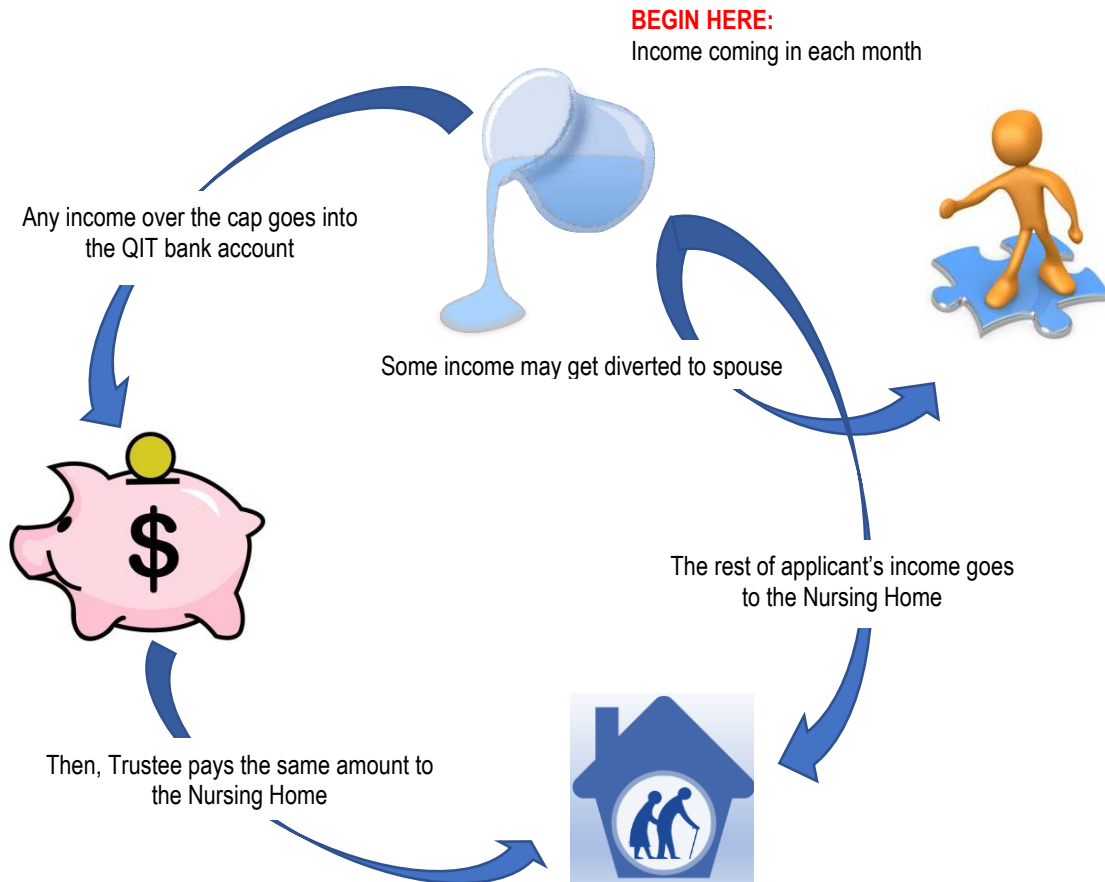 BEGIN HERE:
Income coming in each month
Any income over the cap goes into
the QIT bank account
Some income may get diverted to spouse
$
The rest of applicant’s income goes
to the Nursing Home
Then, Trustee pays the same amount to
the Nursing Home